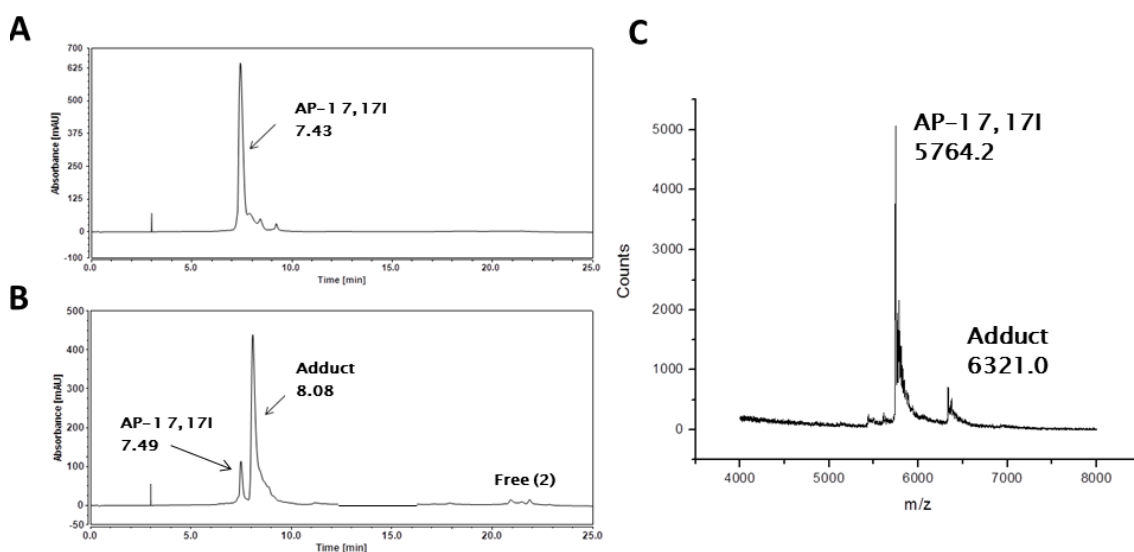 A
700
625
500
375
250
125
0
-100
Absorbance [mAU]
AP-1 7, 17I
7.43
0.0
5.0
10.0
15.0
20.0
25.0
Time [min]
B
500
400
300
200
100
0
-50
Absorbance [mAU]
AP-1 7, 17I
7.49
Adduct
8.08
Free (2)
0.0
5.0
10.0
15.0
20.0
25.0
Time [min]
C
5000
4000
3000
2000
1000
0
Counts
AP-1 7, 17I
5764.2
Adduct
6321.0
4000
5000
6000
7000
8000
m/z